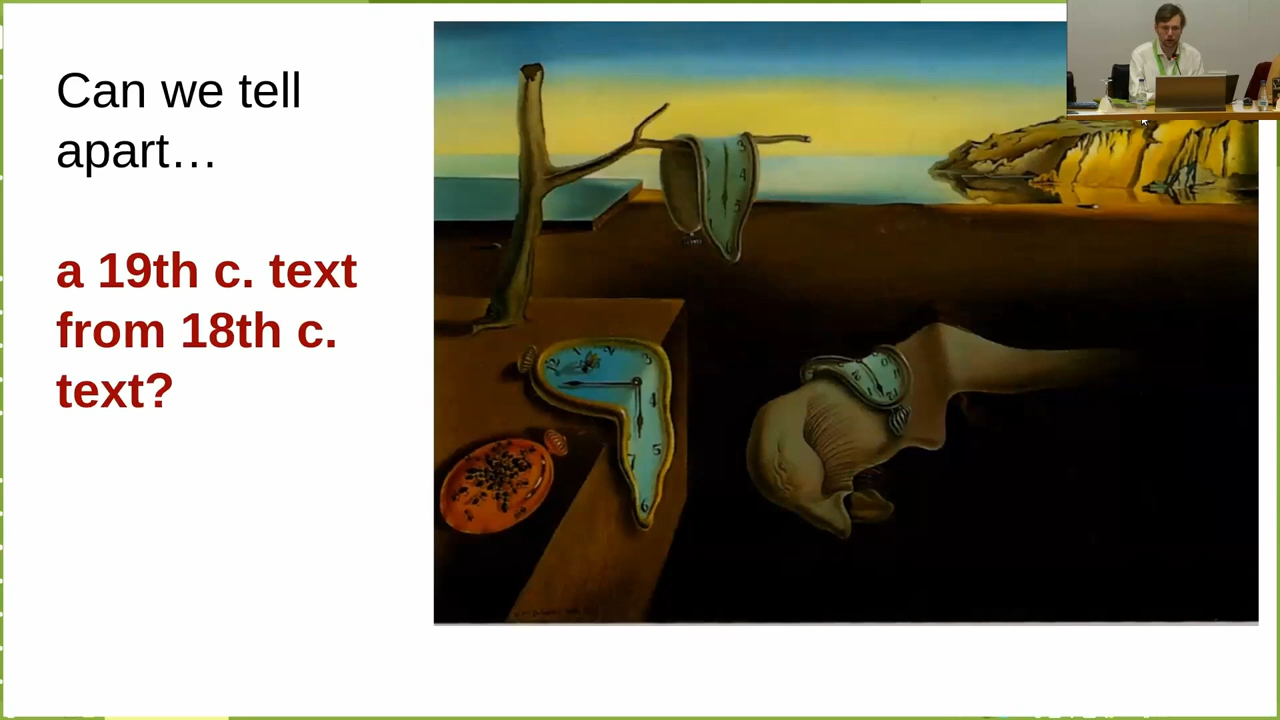 Can we tell
apart…
a 19th c. text
from 18th c.
text?